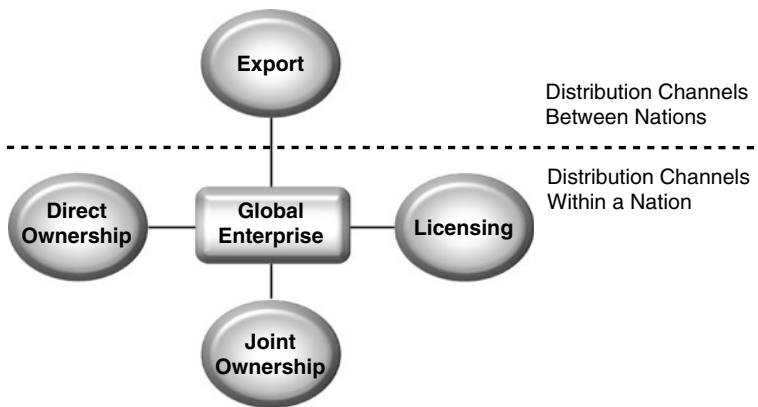 Export
Distribution Channels
Between Nations
Distribution Channels
Within a Nation
Direct
Ownership
Global
Enterprise
Licensing
Joint
Ownership